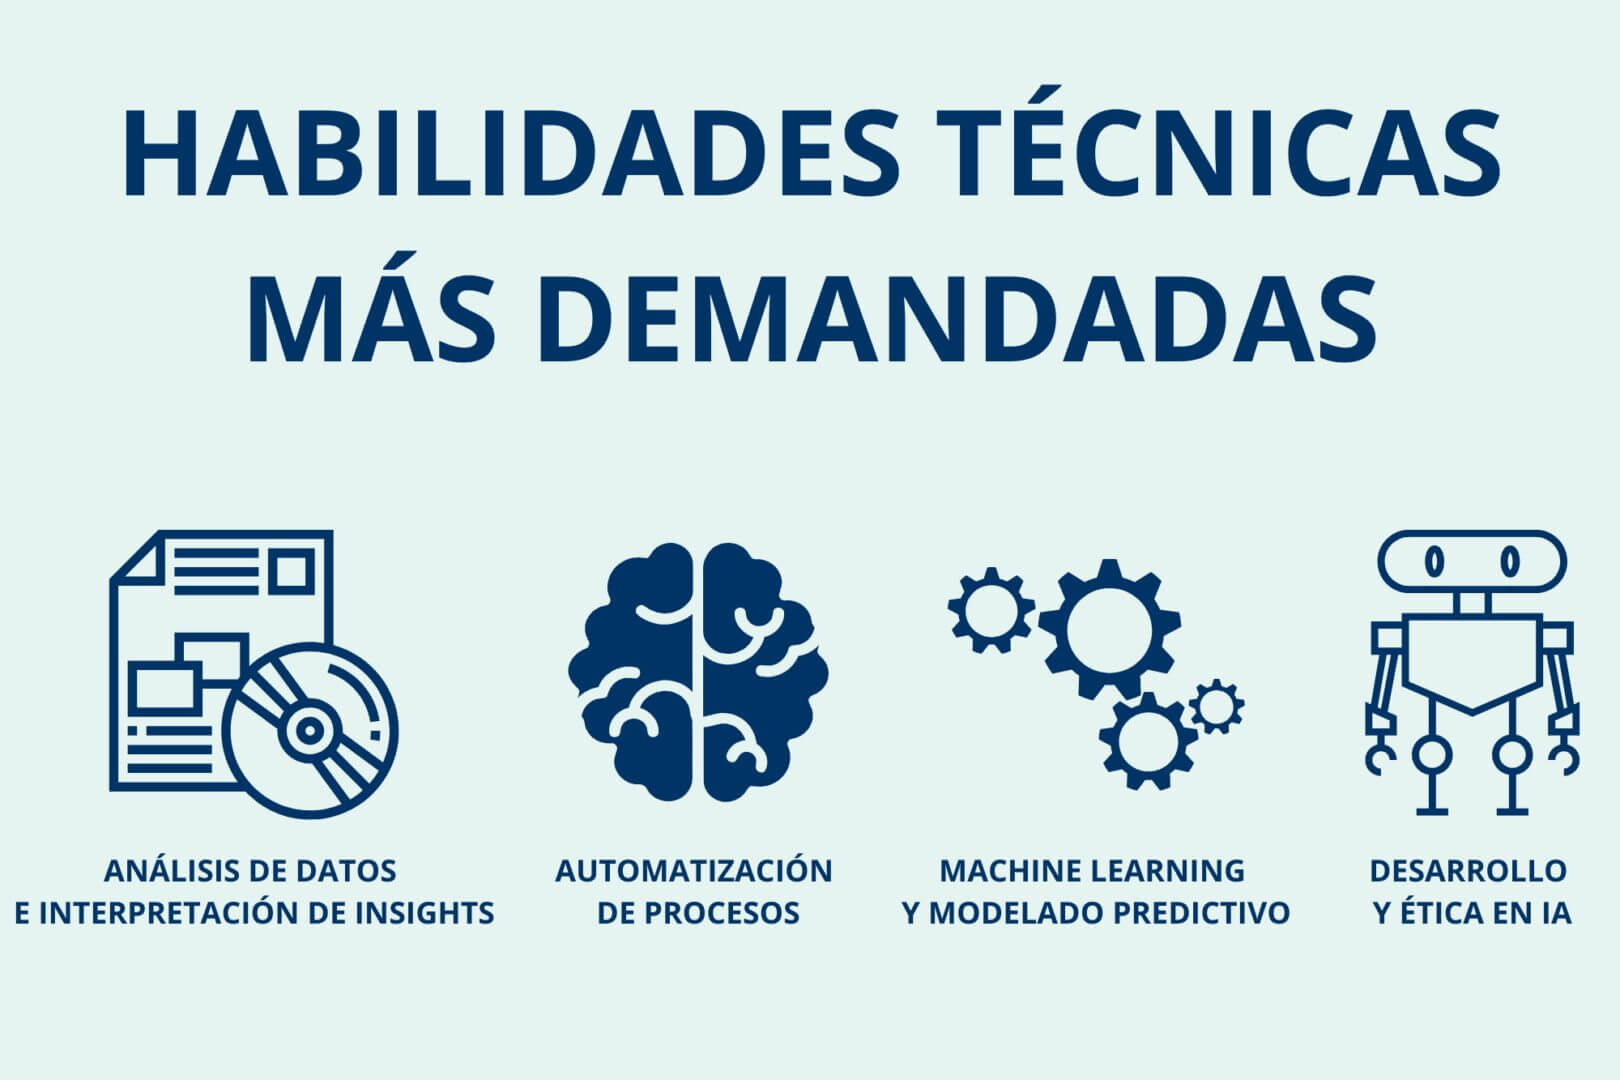 HABILIDADES TÉCNICAS
MÁS DEMANDADAS
ANÁLISIS DE DATOS
E INTERPRETACIÓN DE INSIGHTS
AUTOMATIZACIÓN
DE PROCESOS
MACHINE LEARNING
Y MODELADO PREDICTIVO
DESARROLLO
Y ÉTICA EN IA